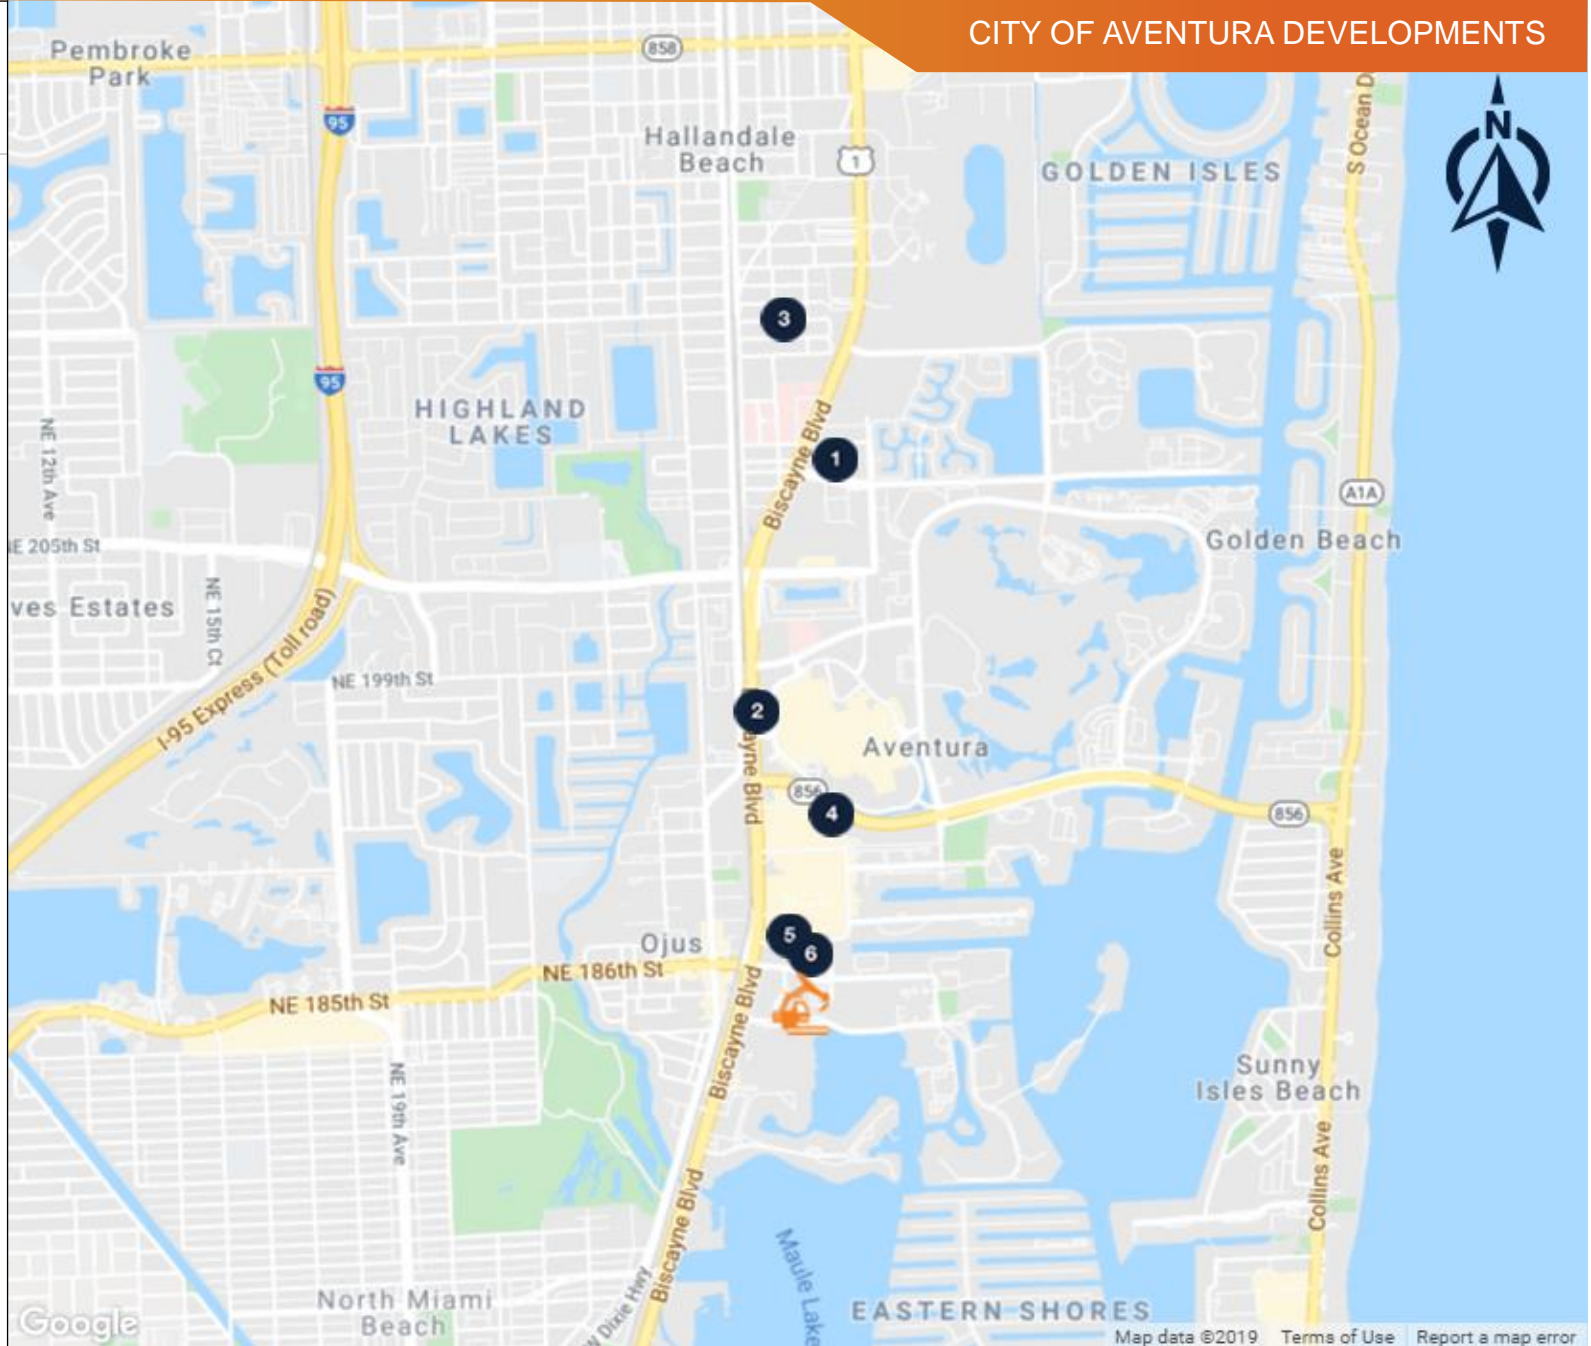 CITY OF AVENTURA DEVELOPMENTS
Pembroke
Park
858
S Ocean D
95
N
Hallandale
Beach
1
GOLDEN ISLES
3
95
HIGHLAND
LAKES
NE 12th Ave
Biscayne Blvd
1
A1A
NE 205th St
Golden Beach
ves Estates
NE 15th Ct
I-95 Express (Toll road)
NE 199th St
2
ayne Blvd
Aventura
856
4
856
Collins Ave
5
6
Ojus
NE 186th St
NE 185th St
Biscayne Blvd
NE 19th Ave
Sunny
Isles Beach
Collins Ave
Biscayne Blvd
Maule Lake
N Dixie Hwy
North Miami
Beach
EASTERN SHORES
Google
Map data ©2019 Terms of Use Report a map error